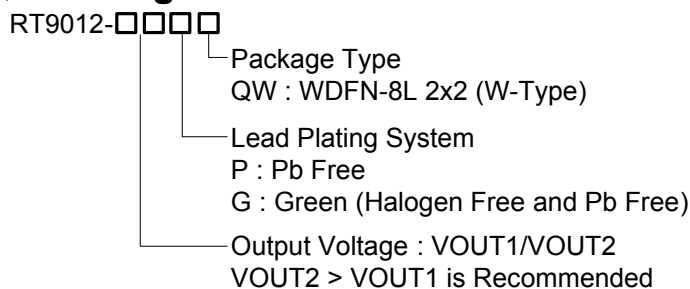 RT9012-□□□□
Package Type
QW : WDFN-8L 2x2 (W-Type)
Lead Plating System
P : Pb Free
G : Green (Halogen Free and Pb Free)
Output Voltage : VOUT1/VOUT2
VOUT2 > VOUT1 is Recommended